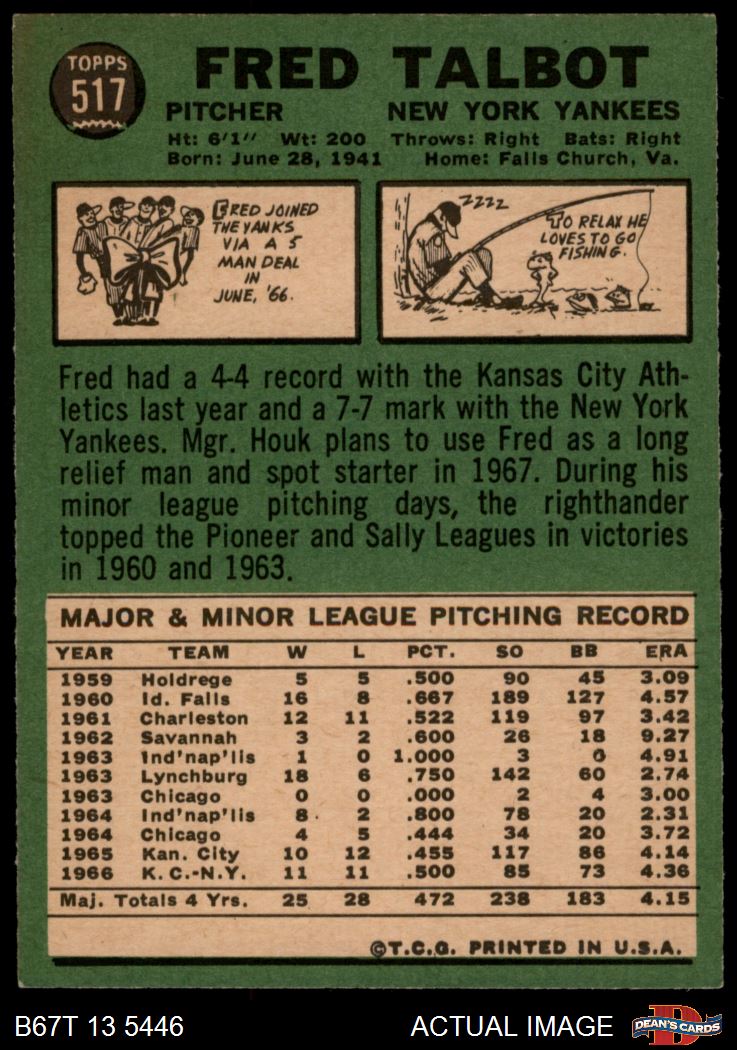 TOPPS
517
FRED TALBOT
PITCHER NEW YORK YANKEES
Ht: 6'1" Wt: 200 Throws: Right Bats: Right
Born: June 28, 1941 Home: Falls Church, Va.
FRED JOINED
THE YANKS
VIA A 5
MAN DEAL
IN
JUNE, '66.
ZZZZ
TO RELAX HE
LOVES TO GO
FISHING.
Fred had a 4-4 record with the Kansas City Ath-
letics last year and a 7-7 mark with the New York
Yankees. Mgr. Houk plans to use Fred as a long
relief man and spot starter in 1967. During his
minor league pitching days, the righthander
topped the Pioneer and Sally Leagues in victories
in 1960 and 1963.
MAJOR & MINOR LEAGUE PITCHING RECORD
YEAR TEAM W L PCT. SO BB ERA
1959 Holdrege 5 5 .500 90 45 3.09
1960 Id. Falls 16 8 .667 189 127 4.57
1961 Charleston 12 11 .522 119 97 3.42
1962 Savannah 3 2 .600 26 18 9.27
1963 Ind'nap'lis 1 0 1.000 3 6 4.91
1963 Lynchburg 18 6 .750 142 60 2.74
1963 Chicago 0 0 .000 2 4 3.00
1964 Ind'nap'lis 8 2 .800 78 20 2.31
1964 Chicago 4 5 .444 34 20 3.72
1965 Kan. City 10 12 .455 117 86 4.14
1966 K.C.-N.Y. 11 11 .500 85 73 4.36
Maj. Totals 4 Yrs. 25 28 472 238 183 4.15
©T.C.G. PRINTED IN U.S.A.
B67T 13 5446 ACTUAL IMAGE
DEAN'S CARDS